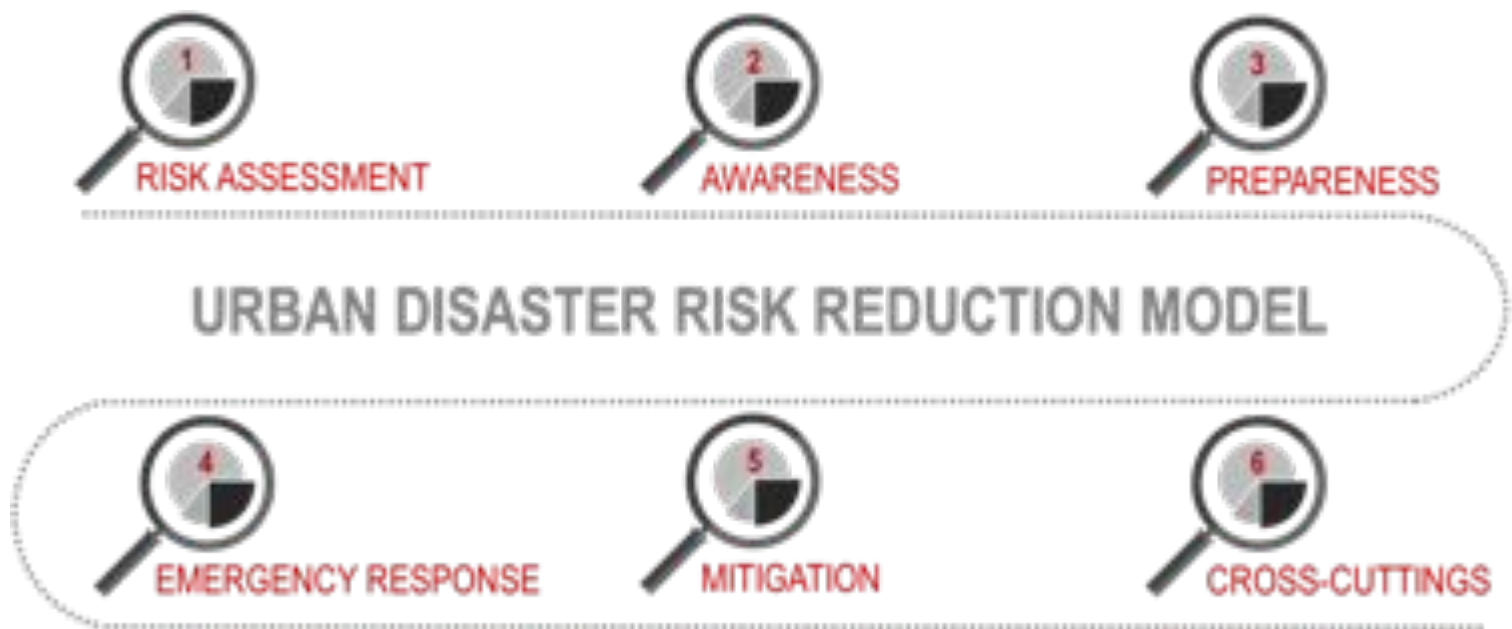 1
RISK ASSESSMENT
2
AWARENESS
3
PREPARENESS
URBAN DISASTER RISK REDUCTION MODEL
4
EMERGENCY RESPONSE
5
MITIGATION
6
CROSS-CUTTINGS